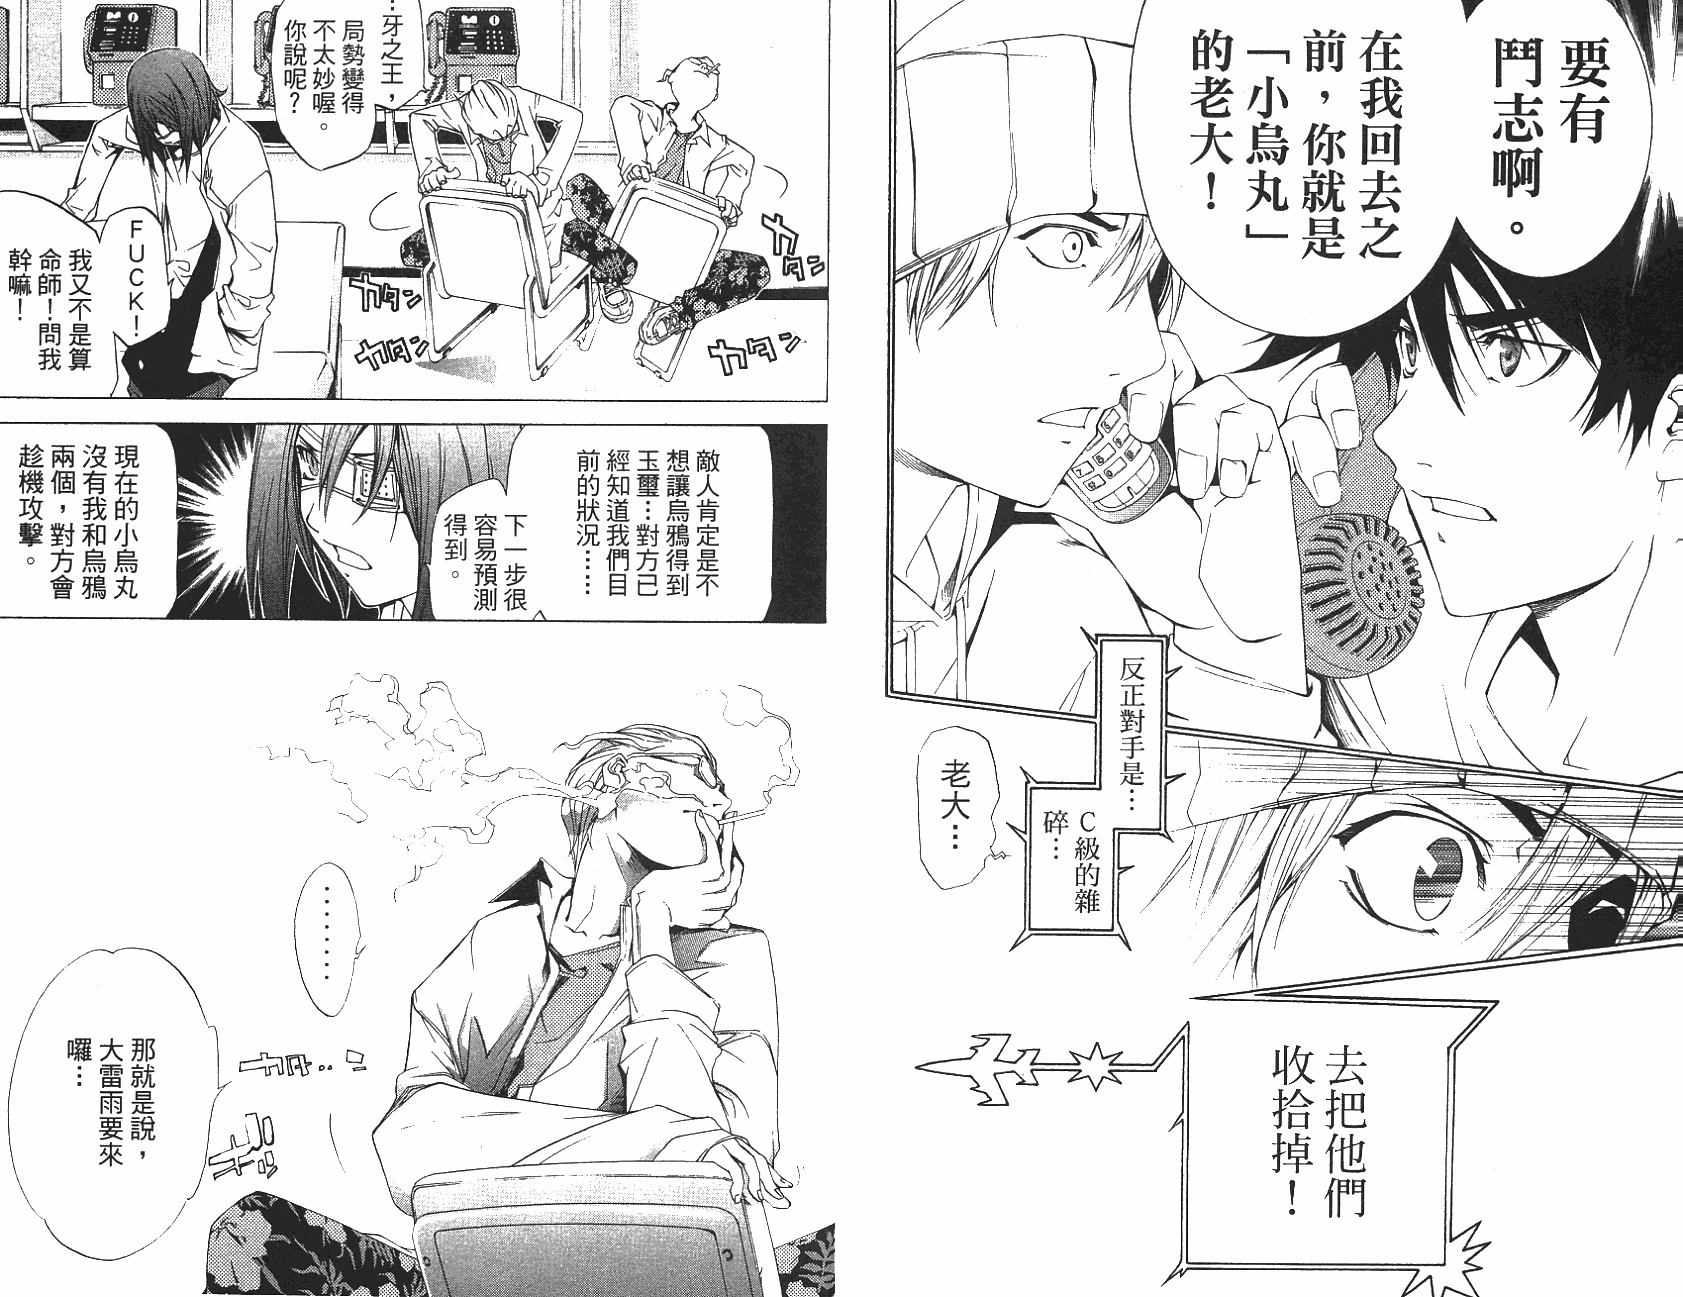 要有
鬥志啊。
在我回去之
前，你就是
「小烏丸」
的老大！
反正對手是…
C級的雜
碎…
老大…
去把他們
收拾掉！
…牙之王，
局勢變得
不太妙喔。
你說呢？
ガタン
ガタン
ガタン
ガタン
FUCK！
我又不是算
命師！問我
幹嘛！
敵人肯定是不
想讓烏鴉得到
玉璽…對方已
經知道我們目
前的狀況……
下一步很
容易預測
得到。
現在的小烏丸
沒有我和烏鴉
兩個，對方會
趁機攻擊。
………
那就是說，
大雷雨要來
囉…